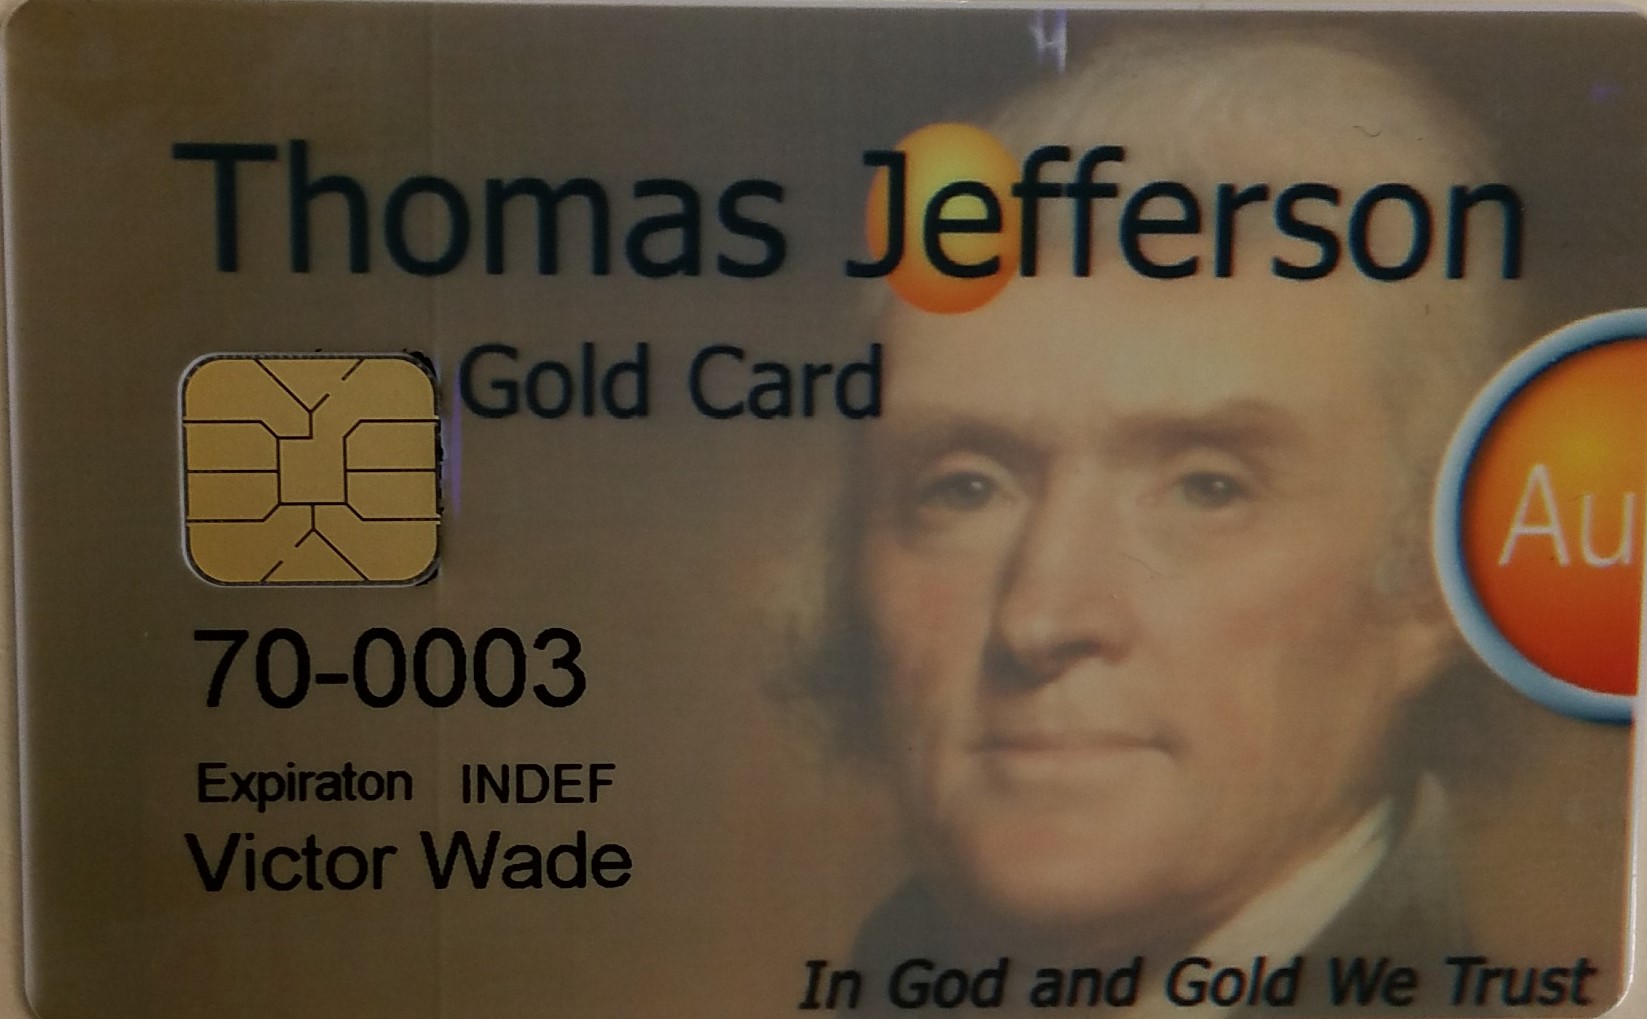 Thomas Jefferson
Gold Card
Au
70-0003
Expiraton INDEF
Victor Wade
In God and Gold We Trust